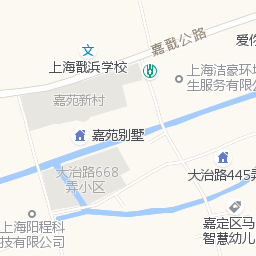 爱你
嘉戬公路
上海戬浜学校
上海洁豪环境
生服务有限公
嘉苑新村
嘉苑别墅
大治路668
弄小区
大治路445弄
上海阳程科
技有限公司
嘉定区马
智慧幼儿